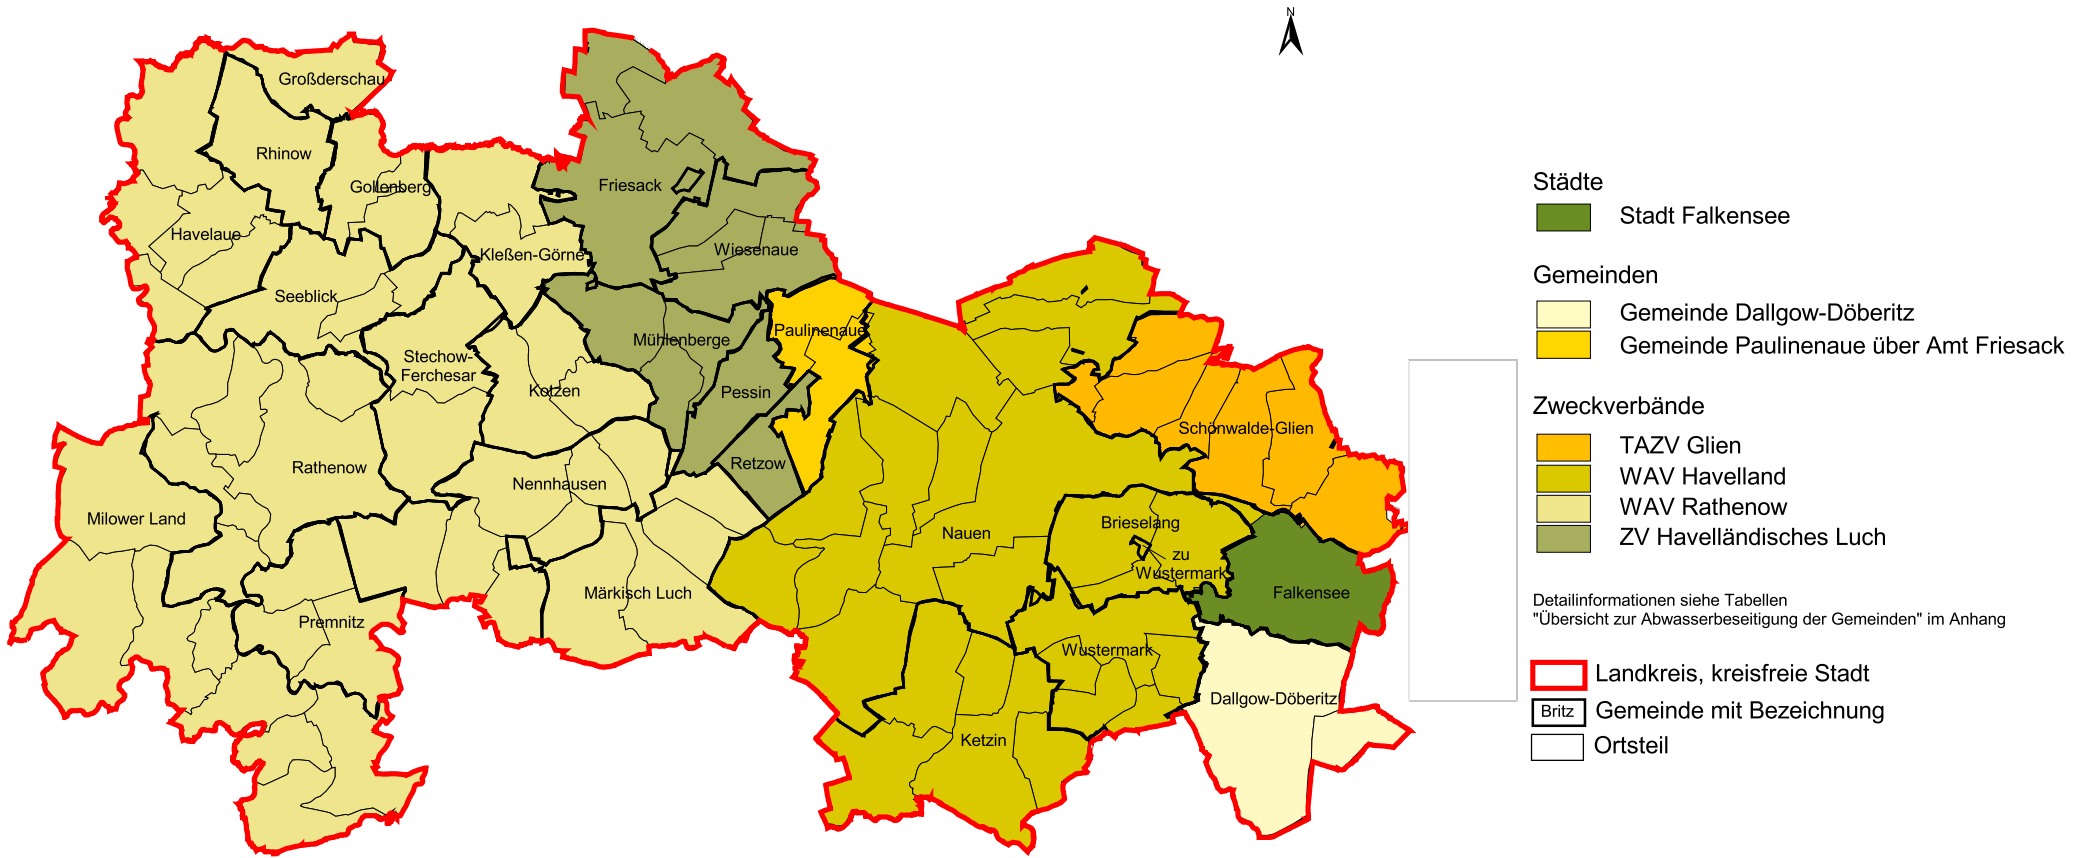 N
Großderschau
Rhinow
Gollenberg
Friesack
Havelaue
Kleßen-Görne
Wiesenaue
Seeblick
Mühlenberge
Paulinenaue
Stechow-
Ferchesar
Kotzen
Pessin
Schönwalde-Glien
Rathenow
Retzow
Nennhausen
Milower Land
Nauen
Brieselang
zu
Wustermark
Märkisch Luch
Falkensee
Premnitz
Wustermark
Dallgow-Döberitz
Ketzin
Städte
Stadt Falkensee
Gemeinden
Gemeinde Dallgow-Döberitz
Gemeinde Paulinenaue über Amt Friesack
Zweckverbände
TAZV Glien
WAV Havelland
WAV Rathenow
ZV Havelländisches Luch
Detailinformationen siehe Tabellen
"Übersicht zur Abwasserbeseitigung der Gemeinden" im Anhang
Landkreis, kreisfreie Stadt
Britz Gemeinde mit Bezeichnung
Ortsteil